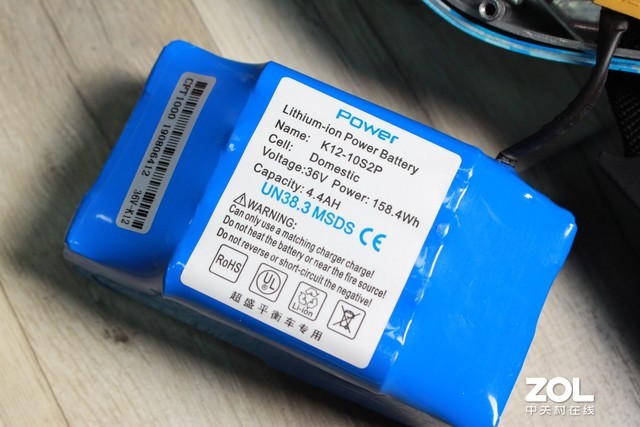 CPT1000 190806412
36V-K12
Power
Lithium-ion Power Battery
Name: K12-10S2P
Cell: Domestic
Voltage:36V Power: 158.4Wh
Capacity: 4.4AH
UN38.3 MSDS CE
WARNING:
Can only use a matching charger charge!
Do not heat the battery or near the fire source!
Do not reverse or short-circuit the negative!
RoHS
UL
Li-ion
超盛平衡车专用
ZOL
中关村在线